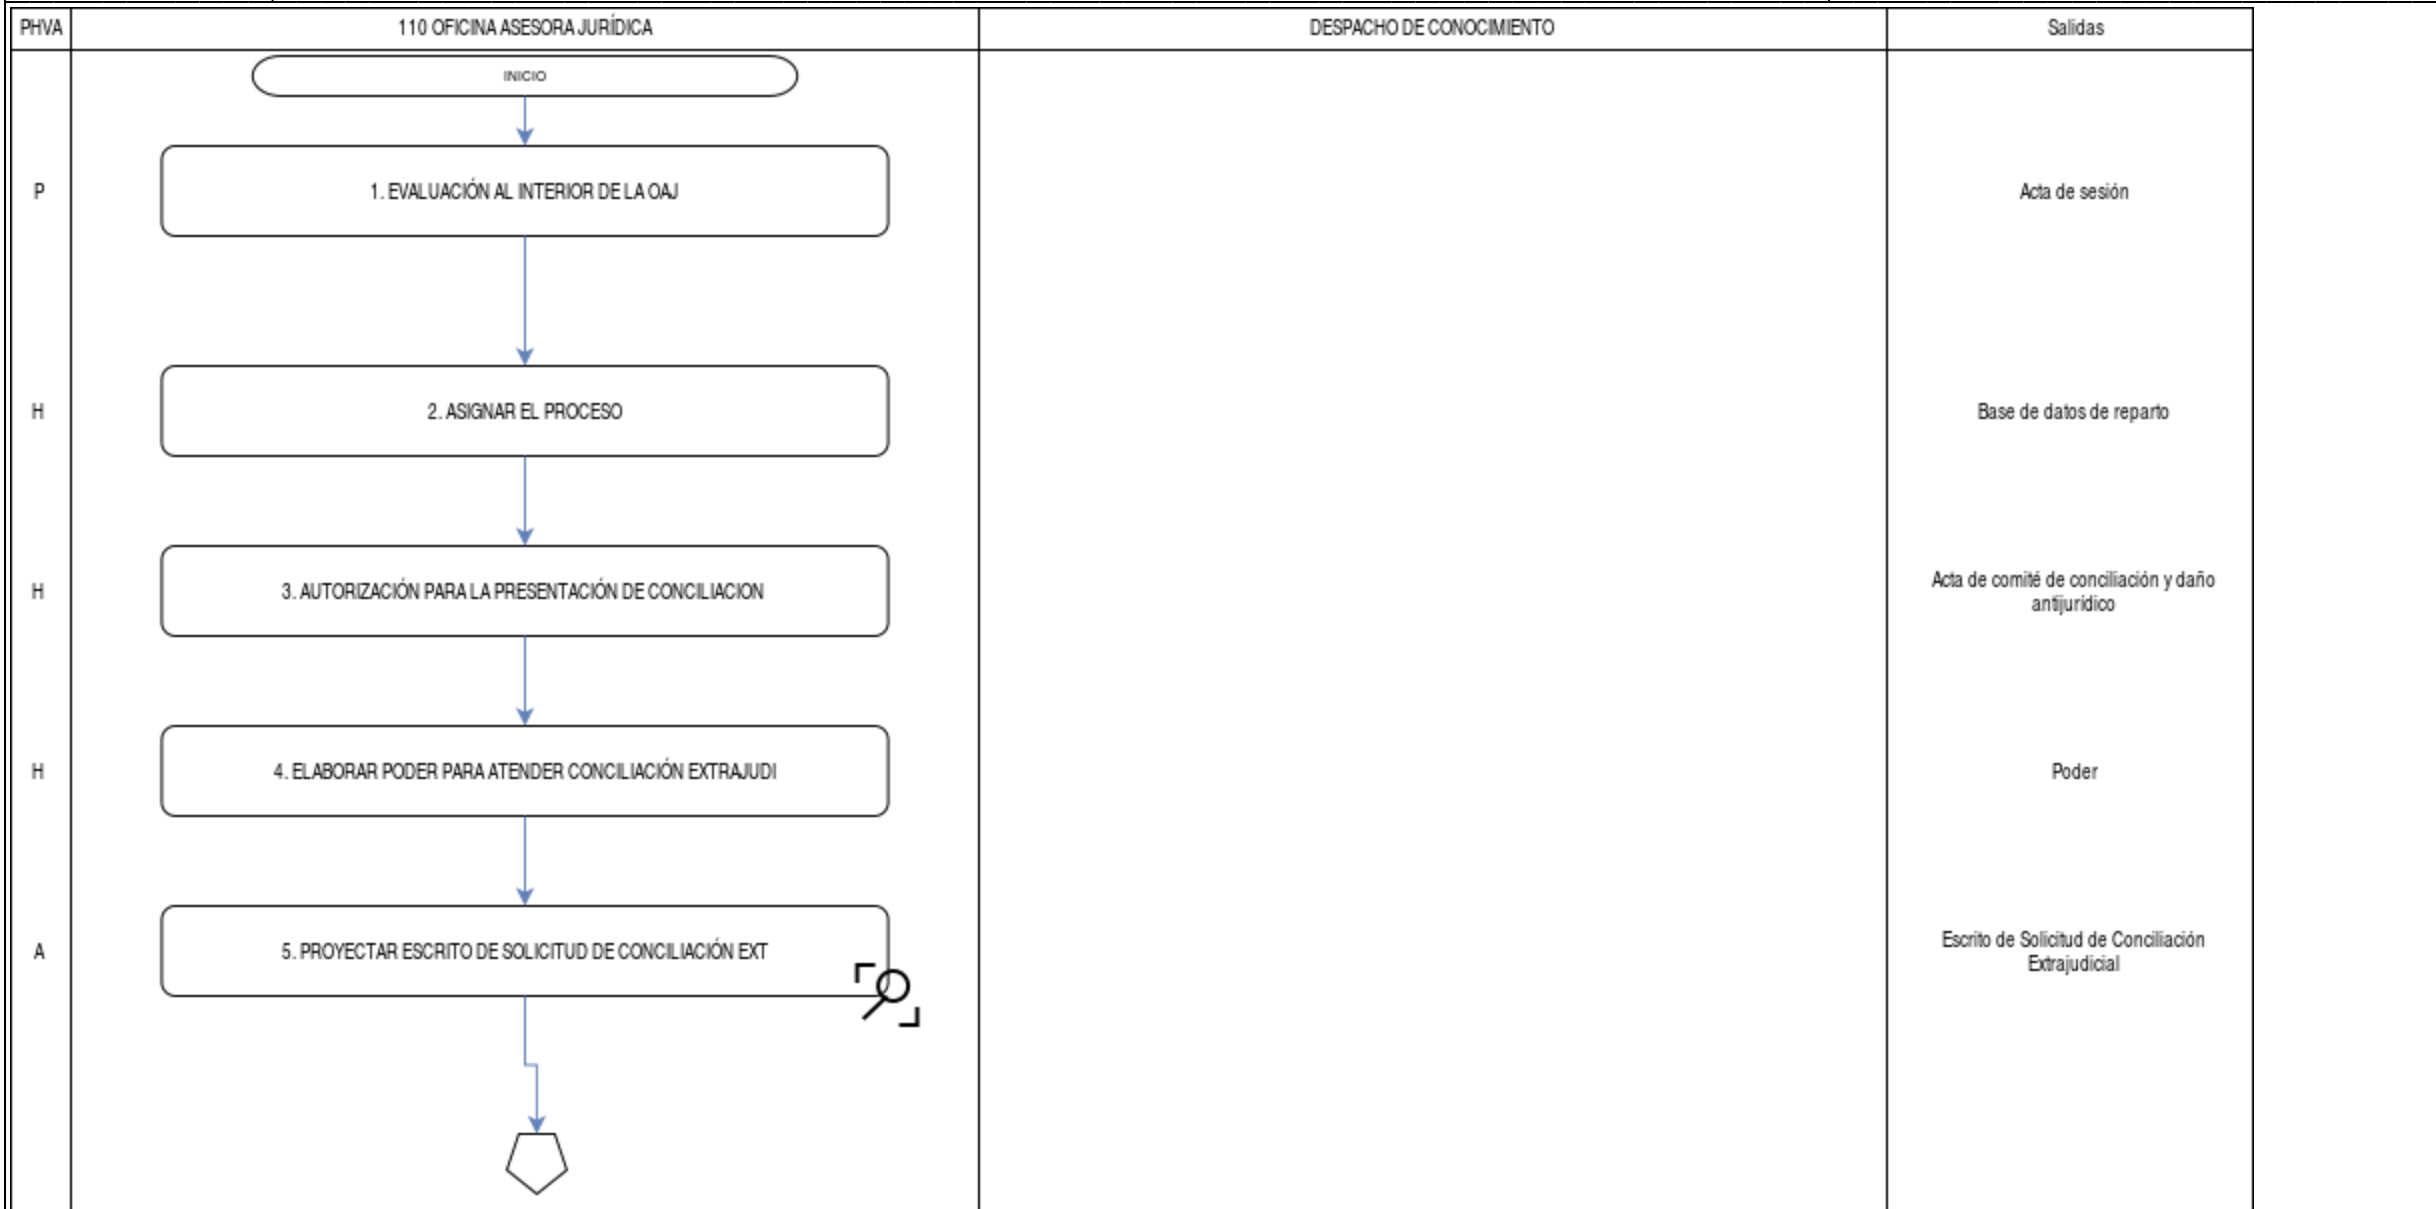 PHVA
110 OFICINA ASESORA JURÍDICA
DESPACHO DE CONOCIMIENTO
Salidas
INICIO
P
1. EVALUACIÓN AL INTERIOR DE LA OAJ
Acta de sesión
H
2. ASIGNAR EL PROCESO
Base de datos de reparto
H
3. AUTORIZACIÓN PARA LA PRESENTACIÓN DE CONCILIACION
Acta de comité de conciliación y daño
antijurídico
H
4. ELABORAR PODER PARA ATENDER CONCILIACIÓN EXTRAJUDI
Poder
A
5. PROYECTAR ESCRITO DE SOLICITUD DE CONCILIACIÓN EXT
Escrito de Solicitud de Conciliación
Extrajudicial